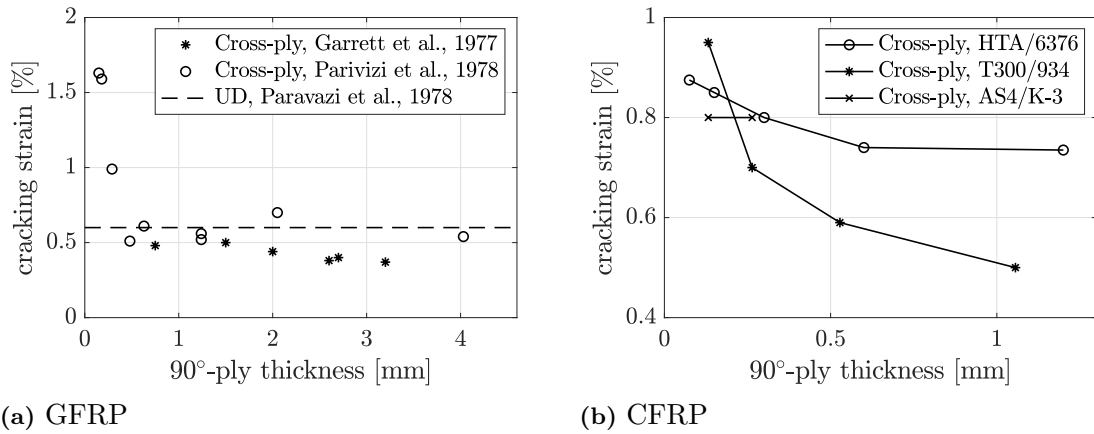 2
1.5
1
0.5
0
cracking strain [%]
Cross-ply, Garrett et al., 1977
Cross-ply, Parivizi et al., 1978
UD, Paravazi et al., 1978
0 1 2 3 4
90°-ply thickness [mm]
(a) GFRP
1
0.8
0.6
0.4
cracking strain [%]
Cross-ply, HTA/6376
Cross-ply, T300/934
Cross-ply, AS4/K-3
0.5 1
90°-ply thickness [mm]
(b) CFRP